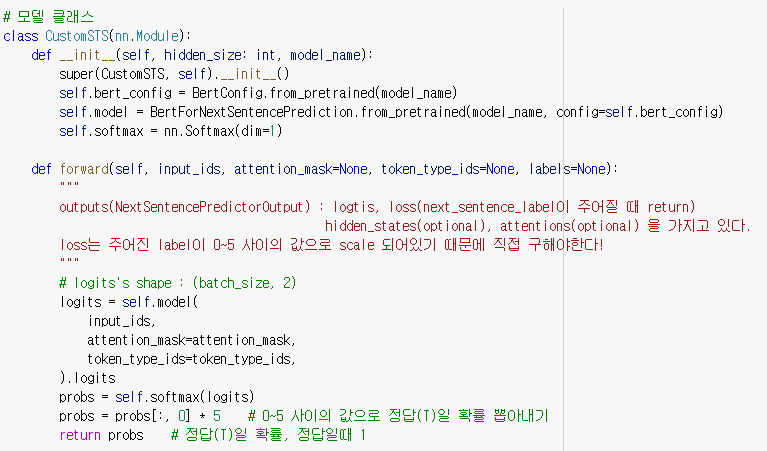 # 모델 클래스
class CustomSTS(nn.Module):
    def __init__(self, hidden_size: int, model_name):
        super(CustomSTS, self).__init__()
        self.bert_config = BertConfig.from_pretrained(model_name)
        self.model = BertForNextSentencePrediction.from_pretrained(model_name, config=self.bert_config)
        self.softmax = nn.Softmax(dim=1)

    def forward(self, input_ids, attention_mask=None, token_type_ids=None, labels=None):
        """
        outputs(NextSentencePredictorOutput) : logtis, loss(next_sentence_label이 주어질 때 return)
                                               hidden_states(optional), attentions(optional) 을 가지고 있다.
        loss는 주어진 label이 0~5 사이의 값으로 scale 되어있기 때문에 직접 구해야한다!
        """
        # logits's shape : (batch_size, 2)
        logits = self.model(
            input_ids,
            attention_mask=attention_mask,
            token_type_ids=token_type_ids,
        ).logits
        probs = self.softmax(logits)
        probs = probs[:, 0] * 5    # 0~5 사이의 값으로 정답(T)일 확률 뽑아내기
        return probs    # 정답(T)일 확률, 정답일때 1